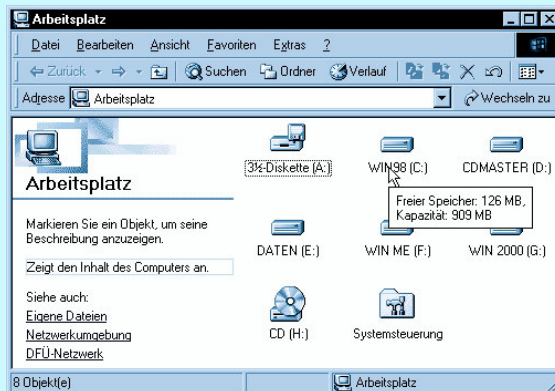 Arbeitsplatz
Datei Bearbeiten Ansicht Favoriten Extras ?
Zurück Suchen Ordner Verlauf
Adresse Arbeitsplatz Wechseln zu
Arbeitsplatz
Markieren Sie ein Objekt, um seine
Beschreibung anzuzeigen.
Zeigt den Inhalt des Computers an.
Siehe auch:
Eigene Dateien
Netzwerkumgebung
DFÜ-Netzwerk
3½-Diskette (A:) WIN98 (C:) CDMASTER (D:)
Freier Speicher: 126 MB,
Kapazität: 909 MB
DATEN (E:) WIN ME (F:) WIN 2000 (G:)
CD (H:) Systemsteuerung
8 Objekt(e) Arbeitsplatz